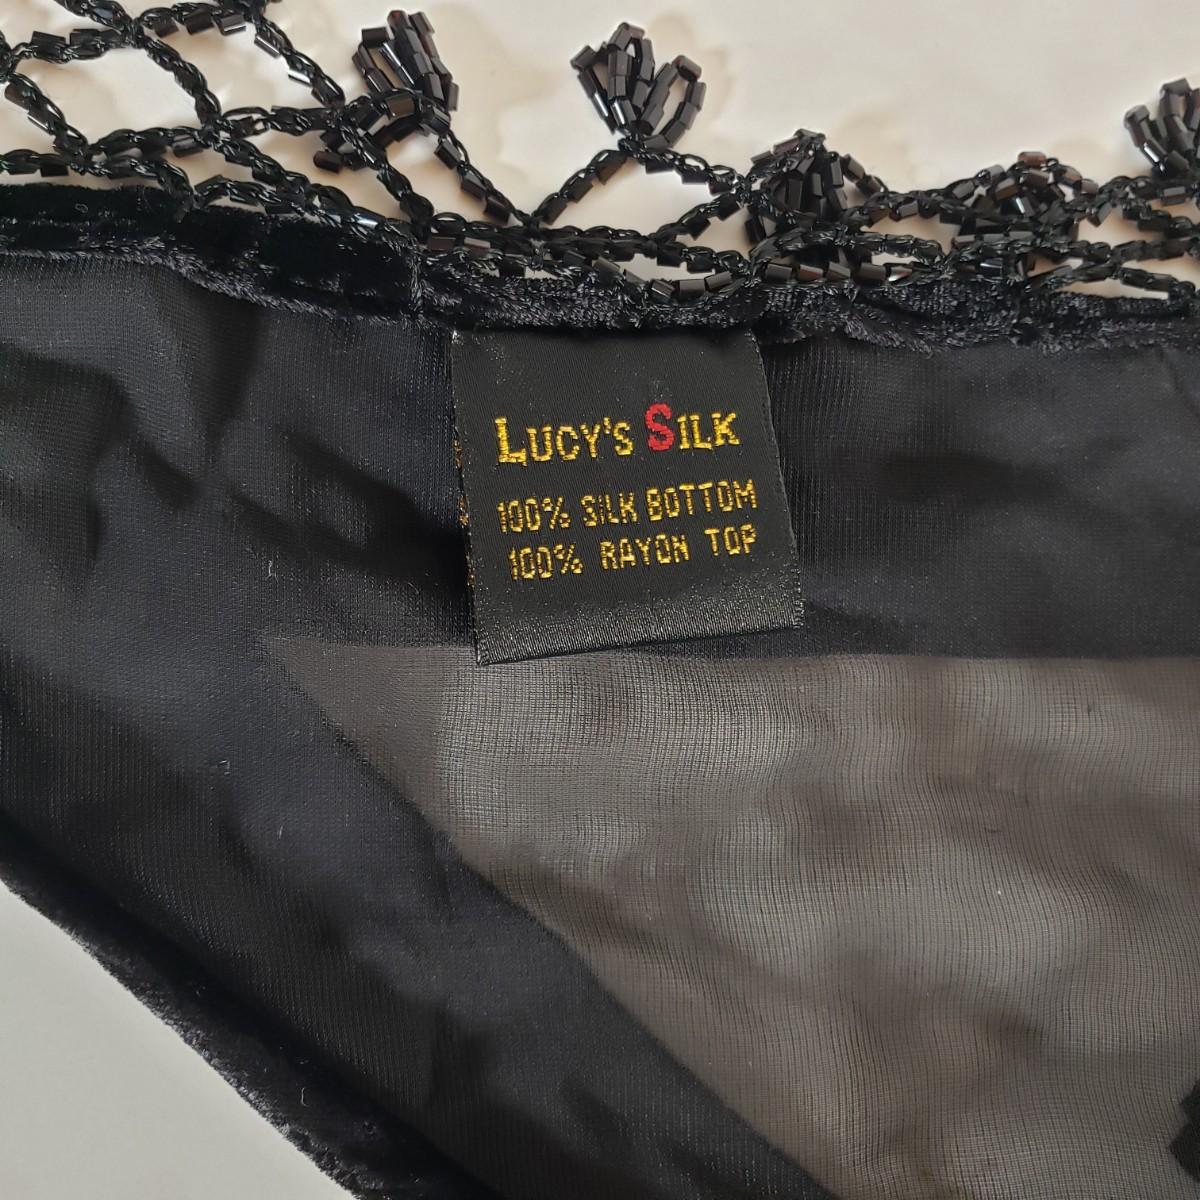 LUCY'S SILK
100% SILK BOTTOM
100% RAYON TOP